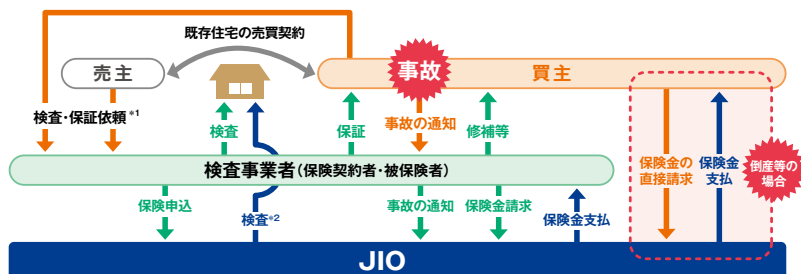 既存住宅の売買契約
売主
事故
買主
検査・保証依頼*1
検査
保証
事故の通知
修補等
検査事業者(保険契約者・被保険者)
保険金の
直接請求
保険金
支払
倒産等の
場合
保険申込
検査*2
事故の通知
保険金請求
保険金支払
JIO